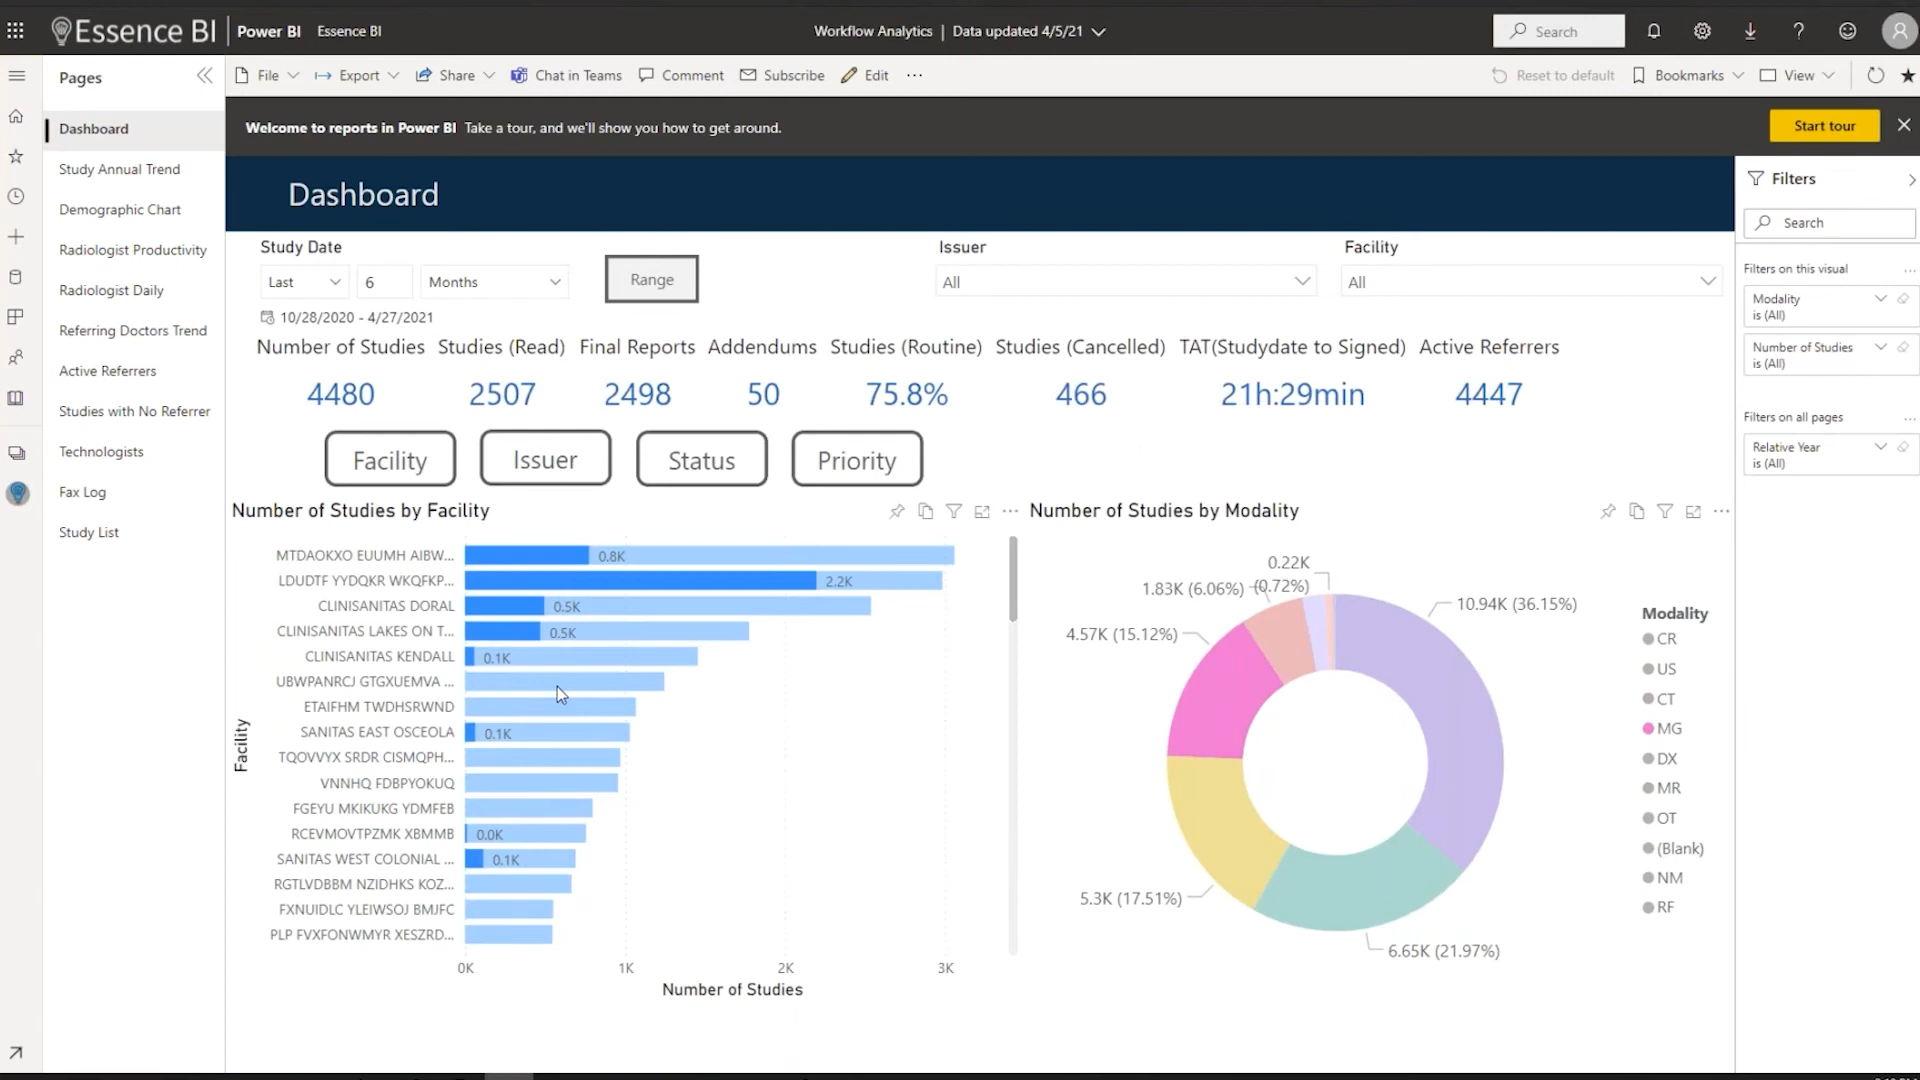 Essence BI
Power BI
Essence BI
Workflow Analytics | Data updated 4/5/21
Search
Pages
File
Export
Share
Chat in Teams
Comment
Subscribe
Edit
Reset to default
Bookmarks
View
Dashboard
Study Annual Trend
Demographic Chart
Radiologist Productivity
Radiologist Daily
Referring Doctors Trend
Active Referrers
Studies with No Referrer
Technologists
Fax Log
Study List
Welcome to reports in Power BI Take a tour, and we'll show you how to get around.
Start tour
Dashboard
Study Date
Last
6
Months
Range
10/28/2020 - 4/27/2021
Issuer
All
Facility
All
Number of Studies
4480
Studies (Read)
2507
Final Reports
2498
Addendums
50
Studies (Routine)
75.8%
Studies (Cancelled)
466
TAT(Studydate to Signed)
21h:29min
Active Referrers
4447
Facility
Issuer
Status
Priority
Number of Studies by Facility
Facility
MTDAOKXO EUUMH AIBW... 0.8K
LDUDTF YYDQKR WKQFKP... 2.2K
CLINISANITAS DORAL 0.5K
CLINISANITAS LAKES ON T... 0.5K
CLINISANITAS KENDALL 0.1K
UBWPANRCJ GTGXUEMVA ...
ETAIFHM TWDHSRWND
SANITAS EAST OSCEOLA 0.1K
TQOVVYX SRDR CISMQPH...
VNNHQ FDBPYOKUQ
FGEYU MKIKUKG YDMFEB
RCEVMOVTPZMK XBMMB 0.0K
SANITAS WEST COLONIAL ... 0.1K
RGTLVDBBM NZIDHKS KOZ...
FXNUIDLC YLEIWSOJ BMJFC
PLP FVXFONWMYR XESZRD...
0K 1K 2K 3K
Number of Studies
Number of Studies by Modality
0.22K
(0.72%)
1.83K (6.06%)
10.94K (36.15%)
4.57K (15.12%)
5.3K (17.51%)
6.65K (21.97%)
Modality
CR
US
CT
MG
DX
MR
OT
(Blank)
NM
RF
Filters
Search
Filters on this visual
Modality
is (All)
Number of Studies
is (All)
Filters on all pages
Relative Year
is (All)